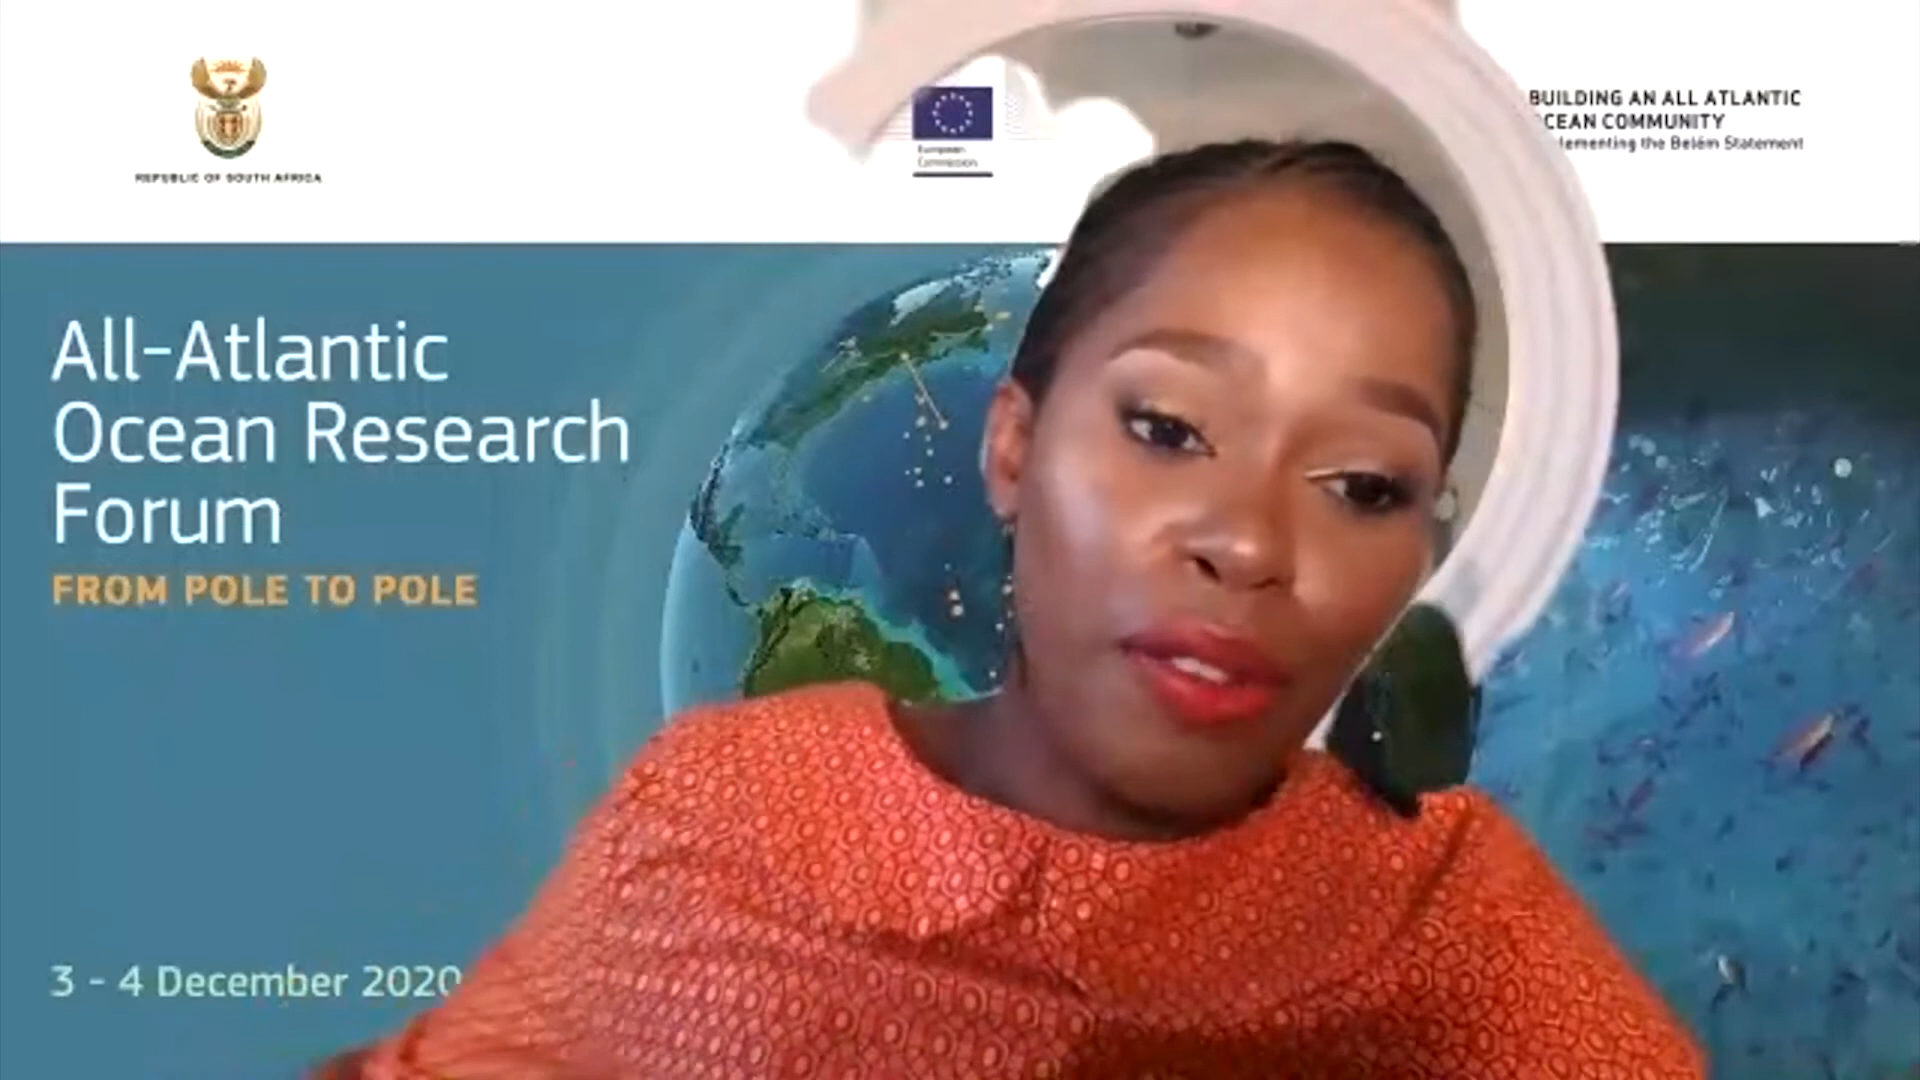 REPUBLIC OF SOUTH AFRICA
European
Commission
BUILDING AN ALL ATLANTIC
CEAN COMMUNITY
lementing the Belém Statement
All-Atlantic
Ocean Research
Forum
FROM POLE TO POLE
3 - 4 December 2020